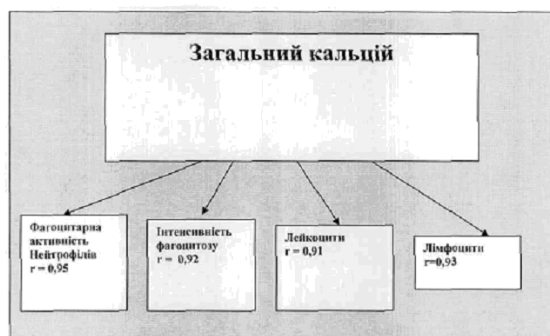 Загальний кальцій
Фагоцитарна
активність
Нейтрофілів
r = 0,95
Інтенсивність
фагоцитозу
r = 0,92
Лейкоцити
r = 0,91
Лімфоцити
r=0,93